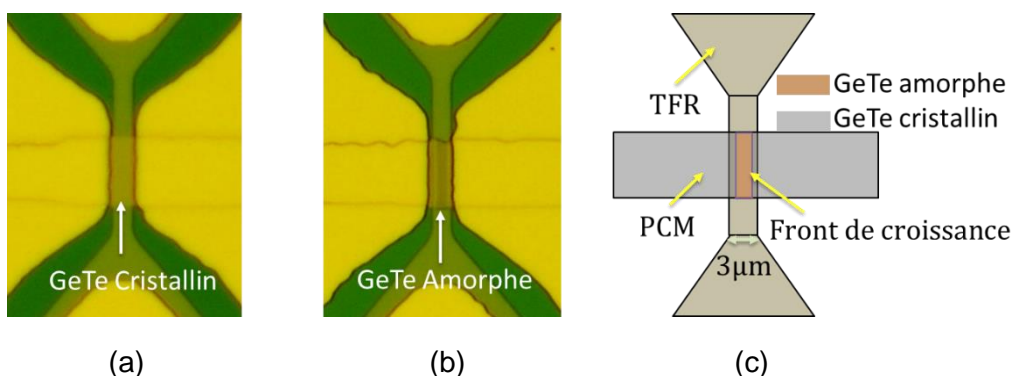 GeTe Cristallin
GeTe Amorphe
TFR
GeTe amorphe
GeTe cristallin
PCM
Front de croissance
3µm
(a)
(b)
(c)